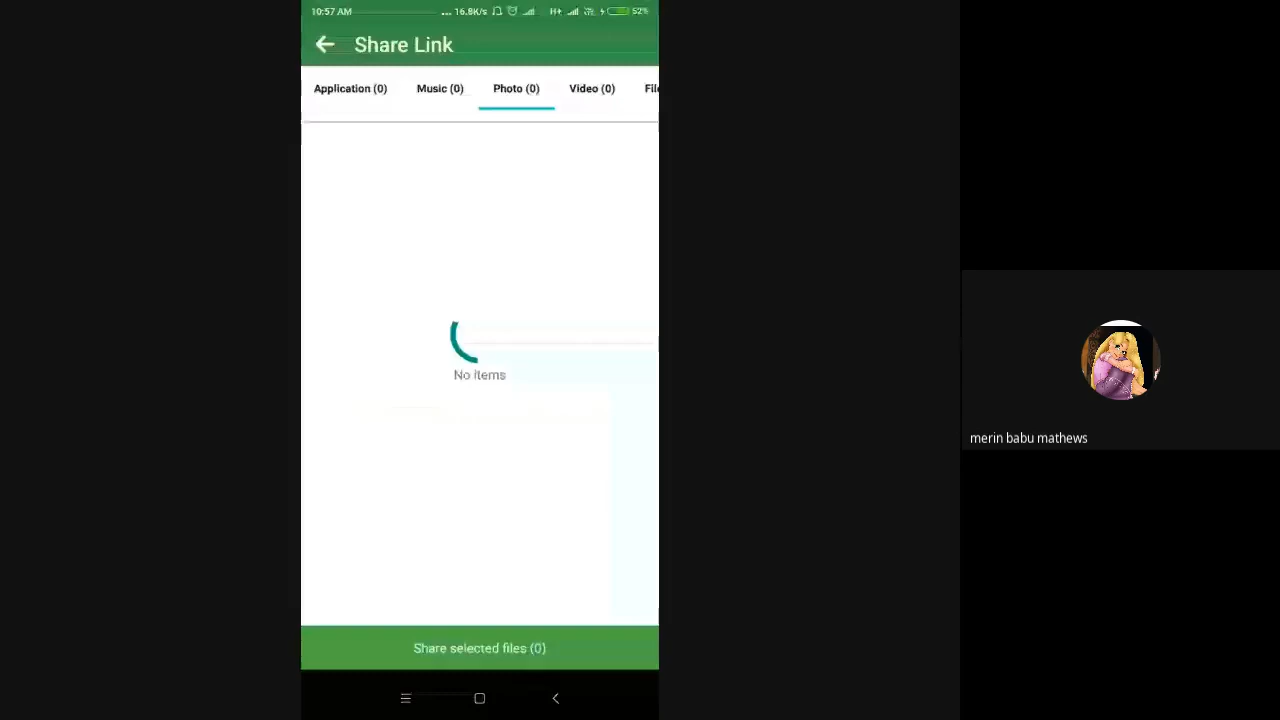 10:57 AM ... 16.8K/s H+ 52%
Share Link
Application (0) Music (0) Photo (0) Video (0) File
No items
merin babu mathews
Share selected files (0)